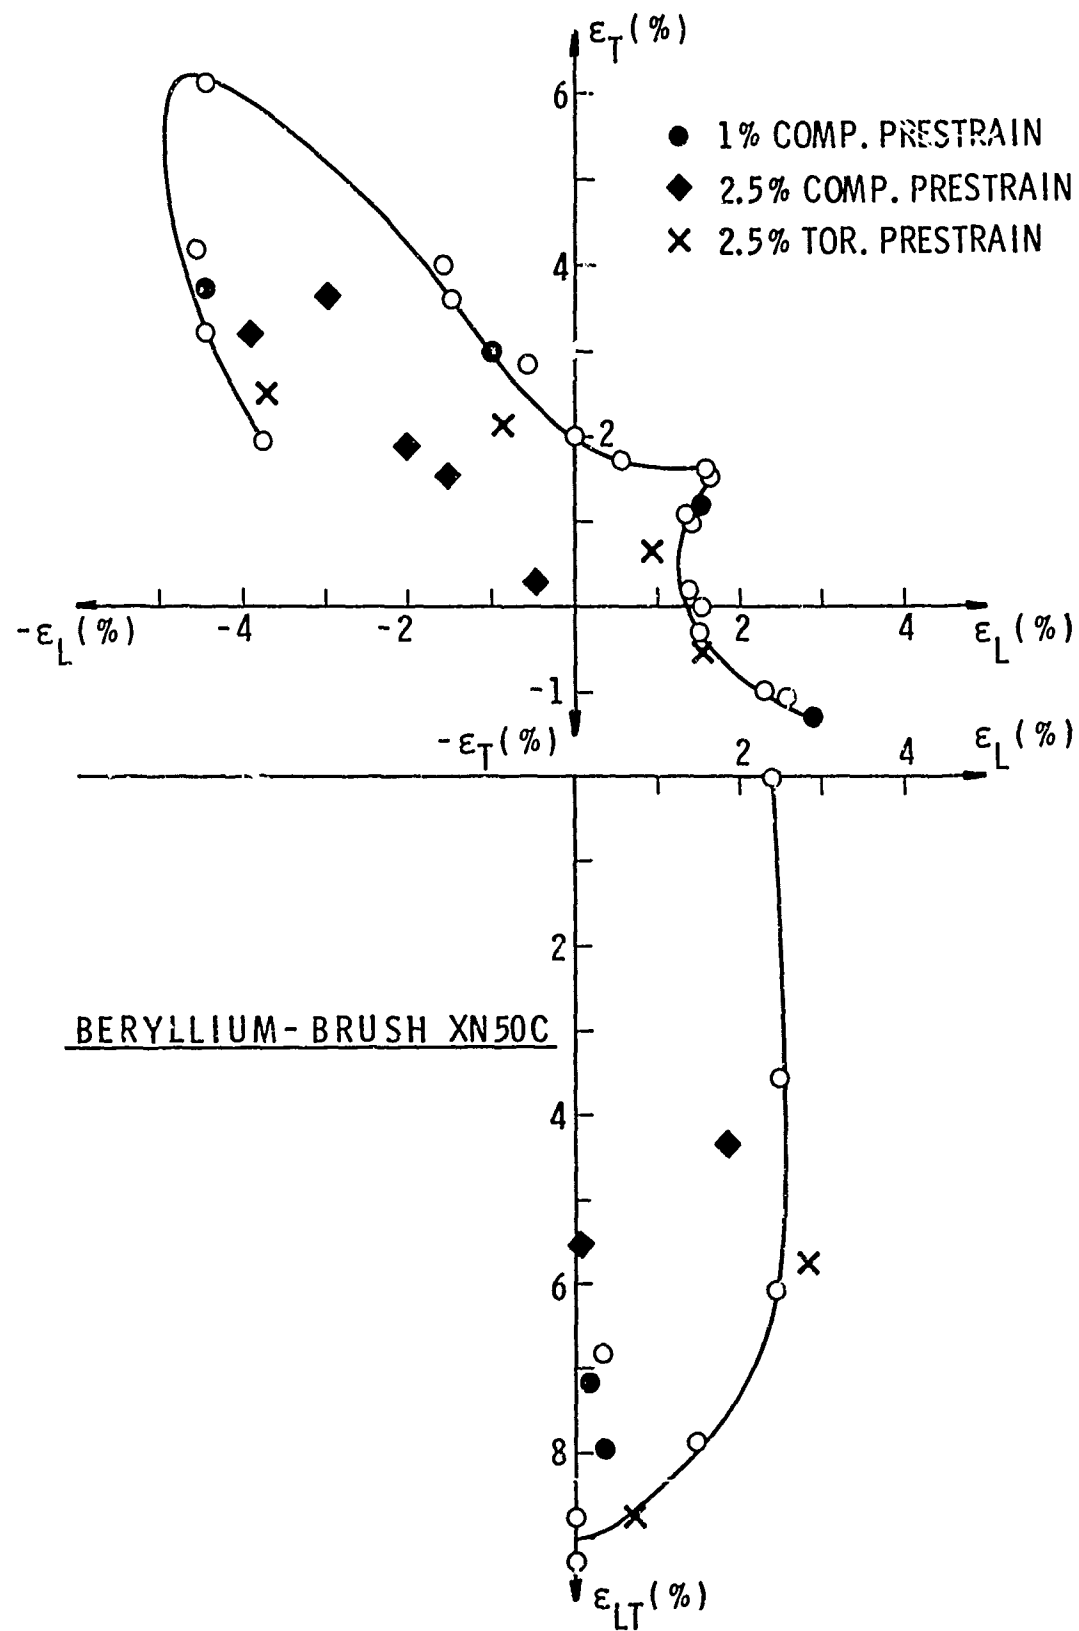 ε_T (%)
6
● 1% COMP. PRESTRAIN
◆ 2.5% COMP. PRESTRAIN
× 2.5% TOR. PRESTRAIN
4
2
-ε_L (%)
-4
-2
2
4
ε_L (%)
-1
-ε_T (%)
2
4
ε_L (%)
2
BERYLLIUM-BRUSH XN50C
4
6
8
ε_LT (%)